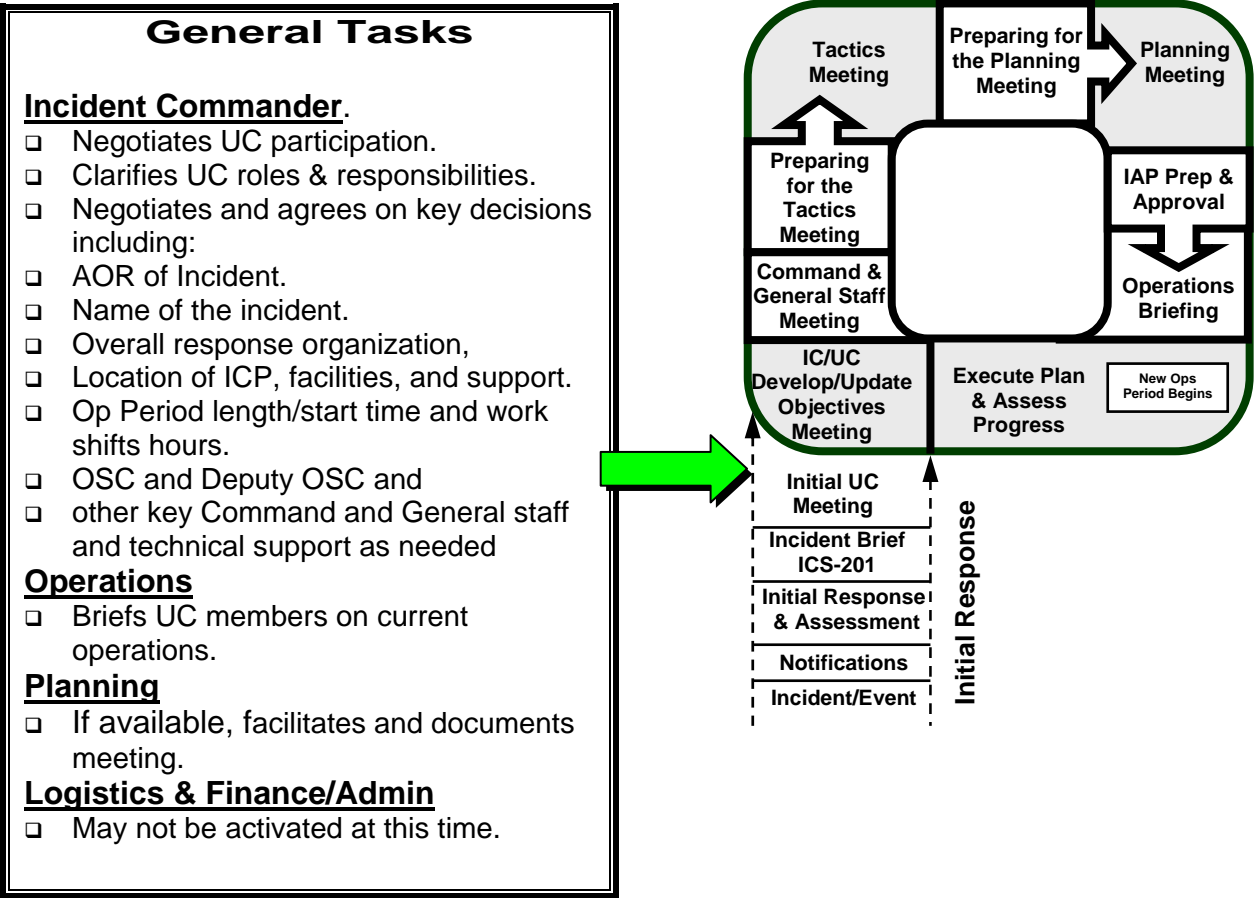 General Tasks
Incident Commander.
❑ Negotiates UC participation.
❑ Clarifies UC roles & responsibilities.
❑ Negotiates and agrees on key decisions
including:
❑ AOR of Incident.
❑ Name of the incident.
❑ Overall response organization,
❑ Location of ICP, facilities, and support.
❑ Op Period length/start time and work
shifts hours.
❑ OSC and Deputy OSC and
❑ other key Command and General staff
and technical support as needed
Operations
❑ Briefs UC members on current
operations.
Planning
❑ If available, facilitates and documents
meeting.
Logistics & Finance/Admin
❑ May not be activated at this time.
Tactics
Meeting
Preparing for
the Planning
Meeting
Planning
Meeting
Preparing
for the
Tactics
Meeting
IAP Prep &
Approval
Command &
General Staff
Meeting
Operations
Briefing
IC/UC
Develop/Update
Objectives
Meeting
Execute Plan
& Assess
Progress
New Ops
Period Begins
Initial UC
Meeting
Incident Brief
ICS-201
Initial Response
& Assessment
Notifications
Incident/Event
Initial Response